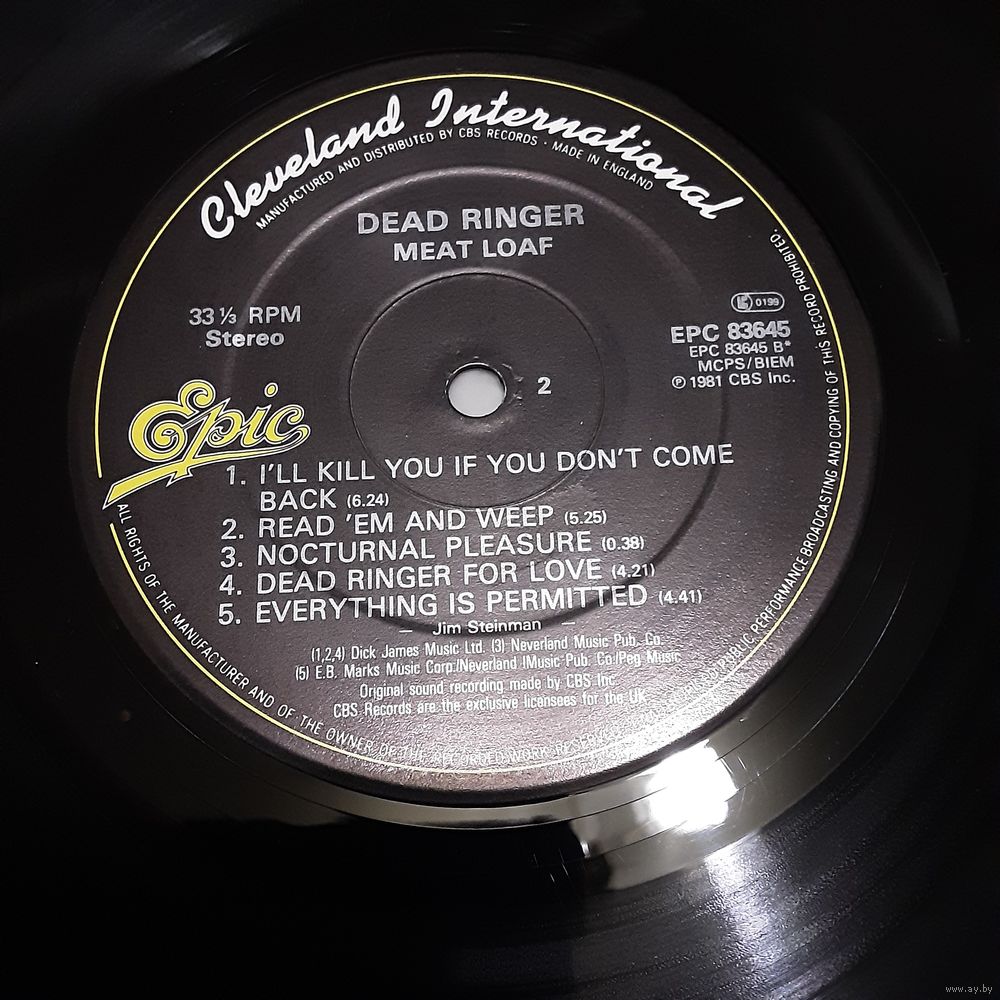 Cleveland International
MANUFACTURED AND DISTRIBUTED BY CBS RECORDS · MADE IN ENGLAND
DEAD RINGER
MEAT LOAF
33⅓ RPM
Stereo
0199
EPC 83645
EPC 83645 B*
MCPS/BIEM
℗ 1981 CBS Inc.
2
Epic
1. I'LL KILL YOU IF YOU DON'T COME
BACK (6.24)
2. READ 'EM AND WEEP (5.25)
3. NOCTURNAL PLEASURE (0.38)
4. DEAD RINGER FOR LOVE (4.21)
5. EVERYTHING IS PERMITTED (4.41)
— Jim Steinman —
(1,2,4) Dick James Music Ltd. (3) Neverland Music Pub. Co.
(5) E.B. Marks Music Corp./Neverland /Music Pub. Co/Peg Music
Original sound recording made by CBS Inc
CBS Records are the exclusive licensees for the UK
ALL RIGHTS OF THE MANUFACTURER AND OF THE OWNER OF THE RECORDED WORK PUBLIC PERFORMANCE BROADCASTING AND COPYING OF THIS RECORD PROHIBITED.
www.ay.by